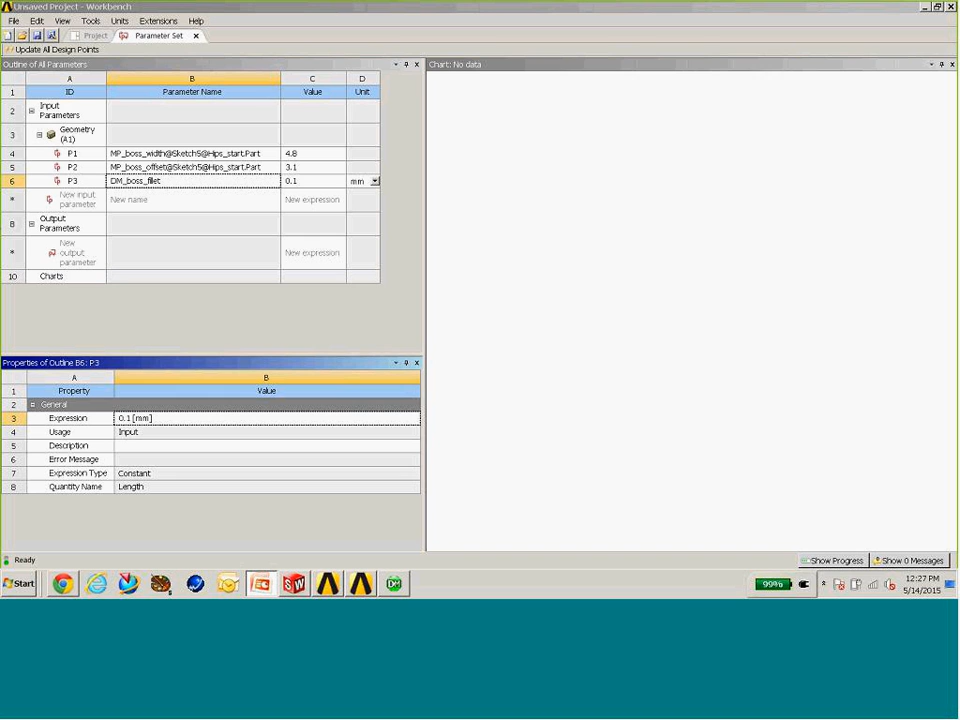 Unsaved Project - Workbench
File Edit View Tools Units Extensions Help
Project Parameter Set
Update All Design Points
Outline of All Parameters
A B C D
1 ID Parameter Name Value Unit
2 Input Parameters
3 Geometry (A1)
4 P1 MP_boss_width@Sketch5@Hips_start.Part 4.8
5 P2 MP_boss_offset@Sketch5@Hips_start.Part 3.1
6 P3 DM_boss_fillet 0.1 mm
* New input parameter New name New expression
8 Output Parameters
* New output parameter New expression
10 Charts
Chart: No data
Properties of Outline B6: P3
A B
1 Property Value
2 General
3 Expression 0.1 [mm]
4 Usage Input
5 Description
6 Error Message
7 Expression Type Constant
8 Quantity Name Length
Ready
Show Progress Show 0 Messages
Start
SW
DM
99%
12:27 PM
5/14/2015